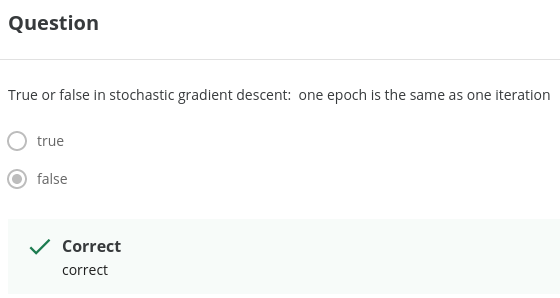 Question
True or false in stochastic gradient descent:  one epoch is the same as one iteration
true
false
Correct
correct